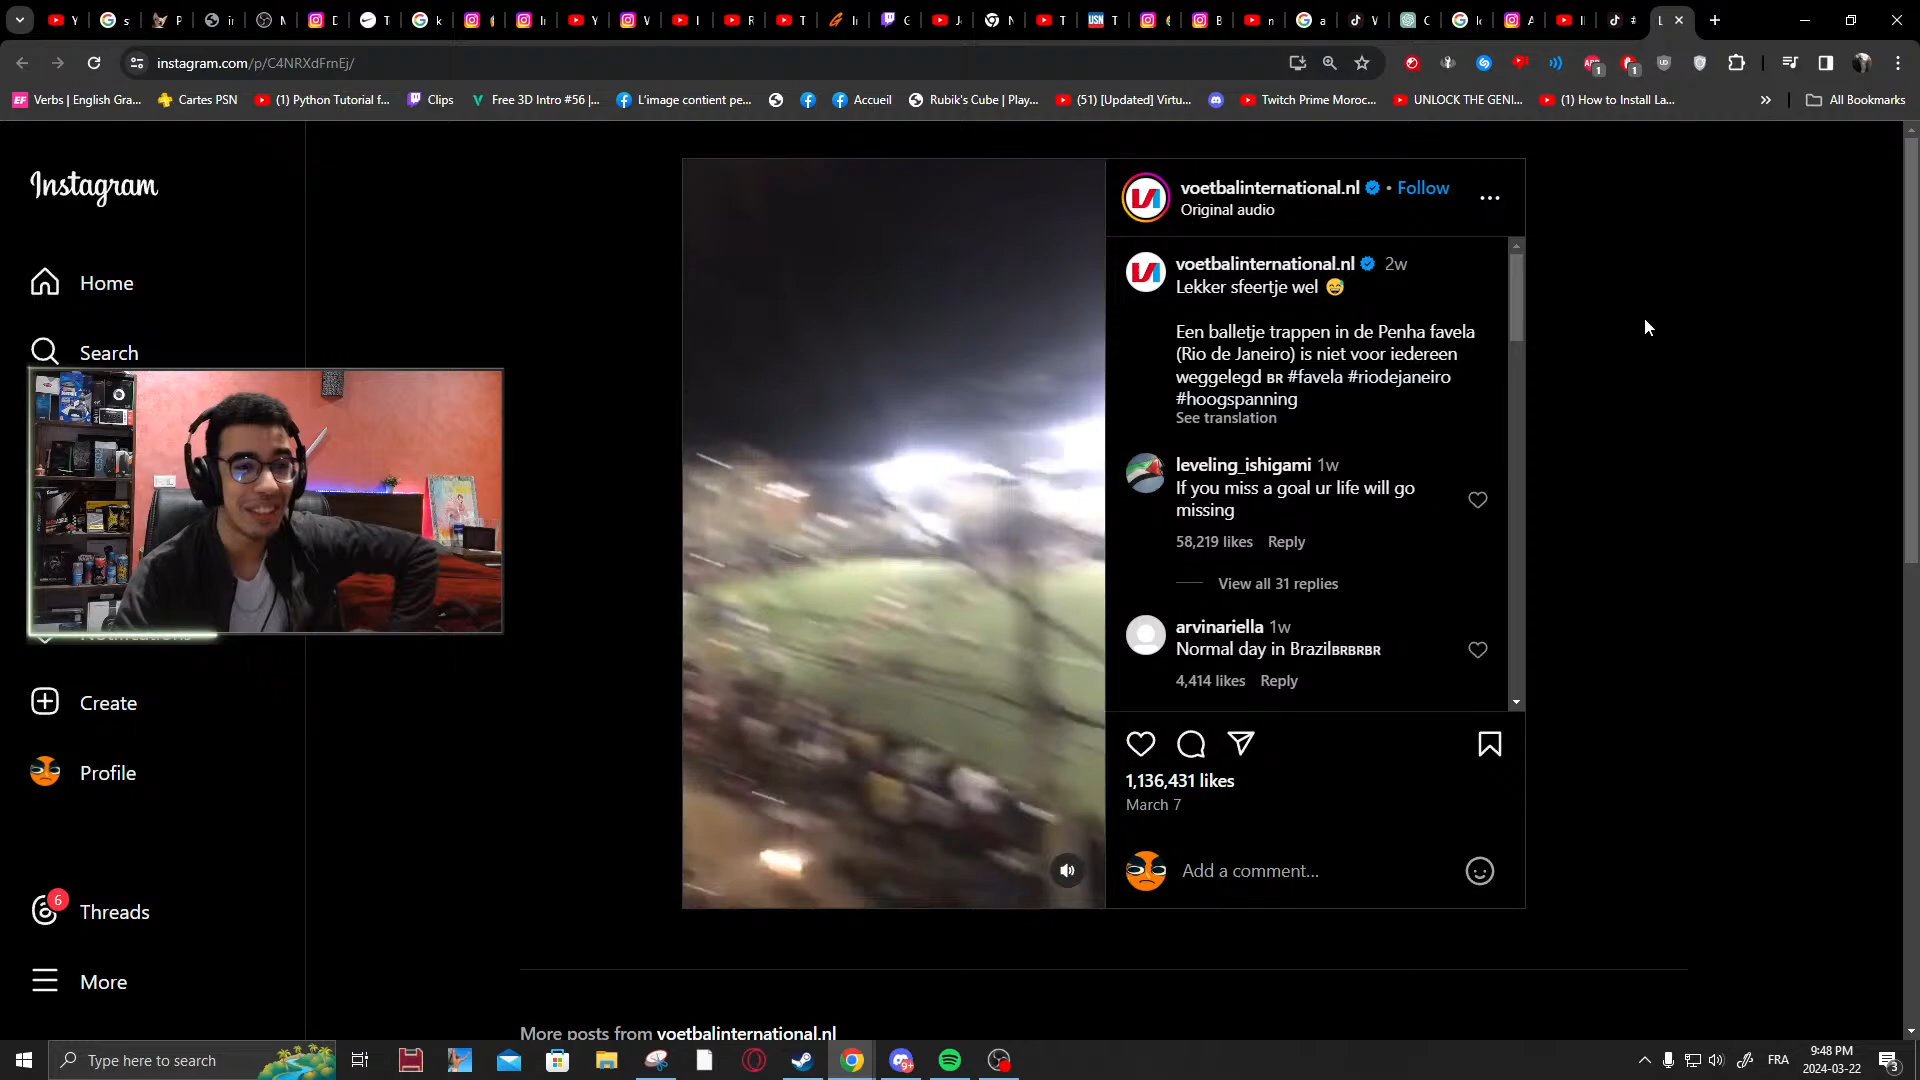 instagram.com/p/C4NRXdFrnEj/
Verbs | English Gra...
Cartes PSN
(1) Python Tutorial f...
Clips
Free 3D Intro #56 |...
L'image contient pe...
Accueil
Rubik's Cube | Play...
(51) [Updated] Virtu...
Twitch Prime Moroc...
UNLOCK THE GENI...
(1) How to Install La...
All Bookmarks
Instagram
Home
Search
Create
Profile
6
Threads
More
voetbalinternational.nl • Follow
Original audio
voetbalinternational.nl 2w
Lekker sfeertje wel 😅
Een balletje trappen in de Penha favela
(Rio de Janeiro) is niet voor iedereen
weggelegd BR #favela #riodejaneiro
#hoogspanning
See translation
leveling_ishigami 1w
If you miss a goal ur life will go
missing
58,219 likes Reply
View all 31 replies
arvinariella 1w
Normal day in BrazilBRBRBR
4,414 likes Reply
1,136,431 likes
March 7
Add a comment...
More posts from voetbalinternational.nl
Type here to search
FRA
9:48 PM
2024-03-22
3